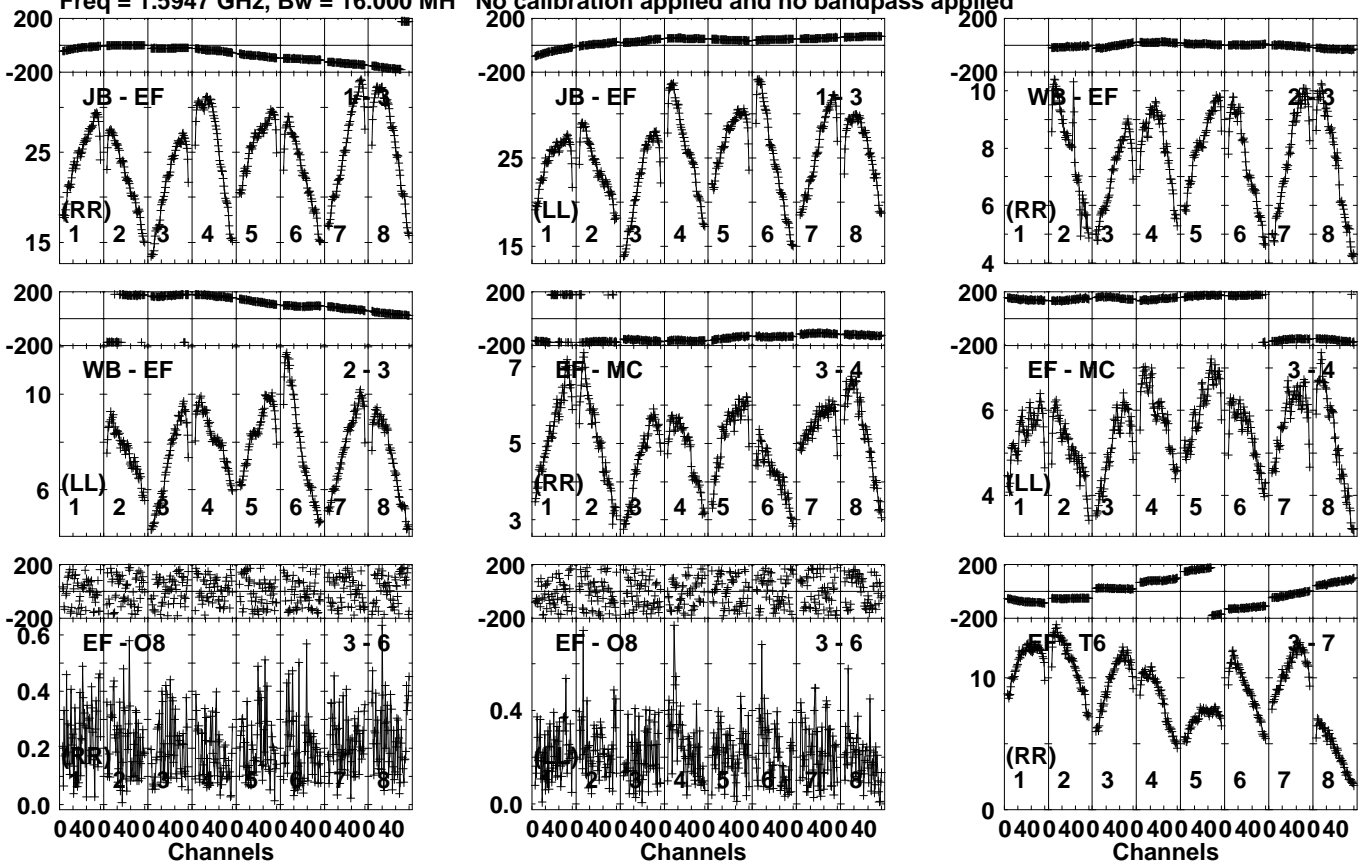 Freq = 1.5947 GHz, Bw = 16.000 MH No calibration applied and no bandpass applied
200
-200
JB - EF 1 - 3
25
15
(RR)
1 2 3 4 5 6 7 8
JB - EF 1 - 3
25
15
(LL)
1 2 3 4 5 6 7 8
200
-200
10
8
6
4
WB - EF 2 - 3
(RR)
1 2 3 4 5 6 7 8
200
-200
WB - EF 2 - 3
10
6
(LL)
1 2 3 4 5 6 7 8
7
5
3
EF - MC 3 - 4
(RR)
1 2 3 4 5 6 7 8
200
-200
EF - MC 3 - 4
6
4
(LL)
1 2 3 4 5 6 7 8
200
-200
0.6
0.4
0.2
0.0
EF - O8 3 - 6
(RR)
1 2 3 4 5 6 7 8
0 40 0 40 0 40 0 40 0 40 0 40 0 40 0 40
Channels
EF - O8 3 - 6
0.4
0.0
(LL)
1 2 3 4 5 6 7 8
0 40 0 40 0 40 0 40 0 40 0 40 0 40 0 40
Channels
200
-200
EF - T6 3 - 7
10
0
(RR)
1 2 3 4 5 6 7 8
0 40 0 40 0 40 0 40 0 40 0 40 0 40 0 40
Channels